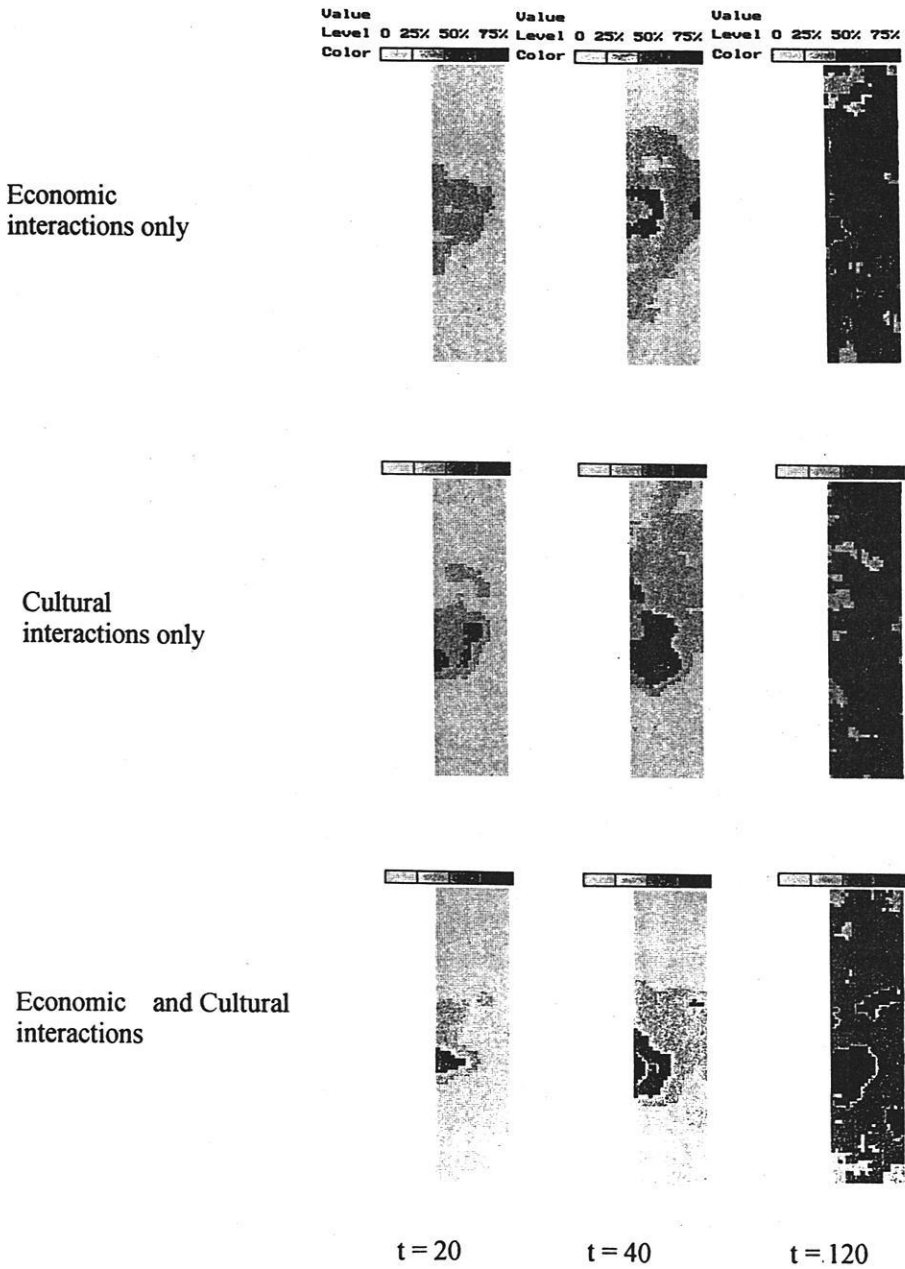 Value Value Value
Level 0 25% 50% 75% Level 0 25% 50% 75% Level 0 25% 50% 75%
Color Color Color
Economic
interactions only
Cultural
interactions only
Economic and Cultural
interactions
t = 20 t = 40 t = 120